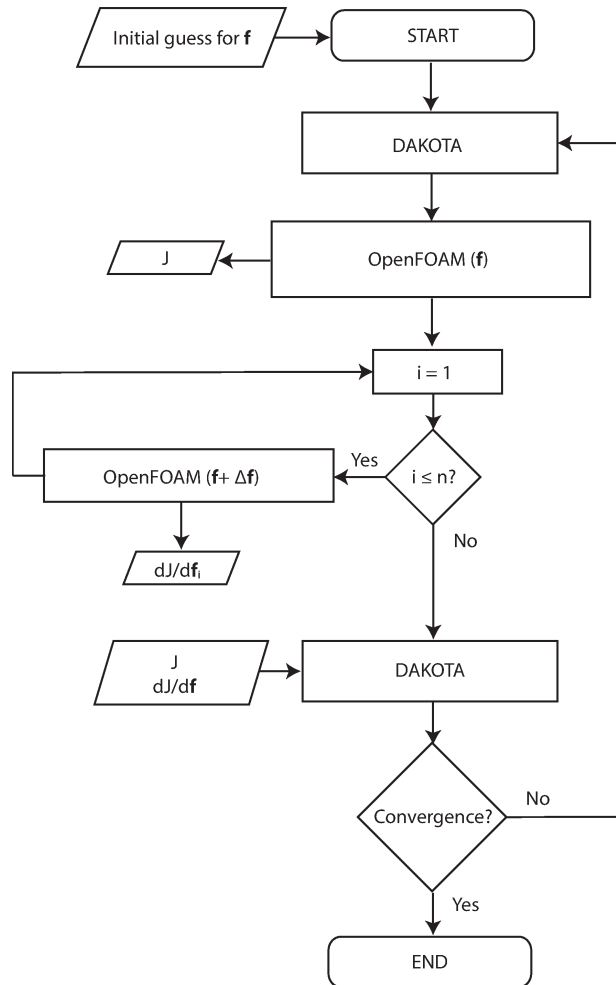 Initial guess for f
START
DAKOTA
J
OpenFOAM (f)
i = 1
OpenFOAM (f+ Δf)
Yes
i ≤ n?
No
dJ/dfᵢ
J
dJ/df
DAKOTA
Convergence?
No
Yes
END